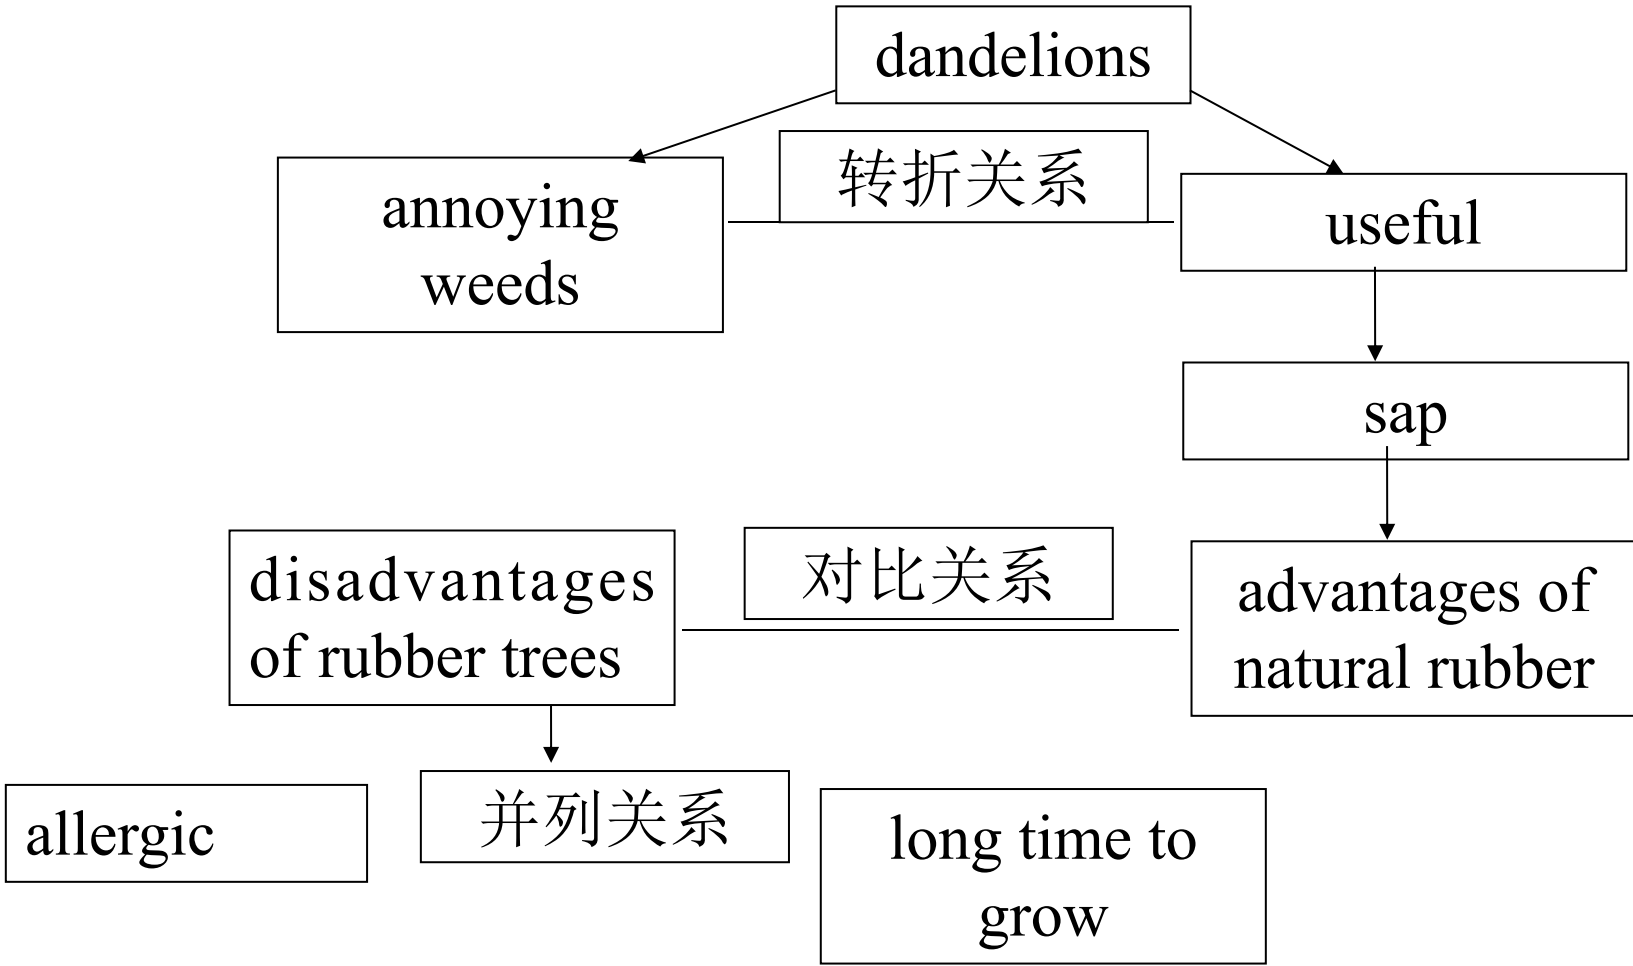 dandelions
转折关系
annoying
weeds
useful
sap
disadvantages
of rubber trees
对比关系
advantages of
natural rubber
allergic
并列关系
long time to
grow